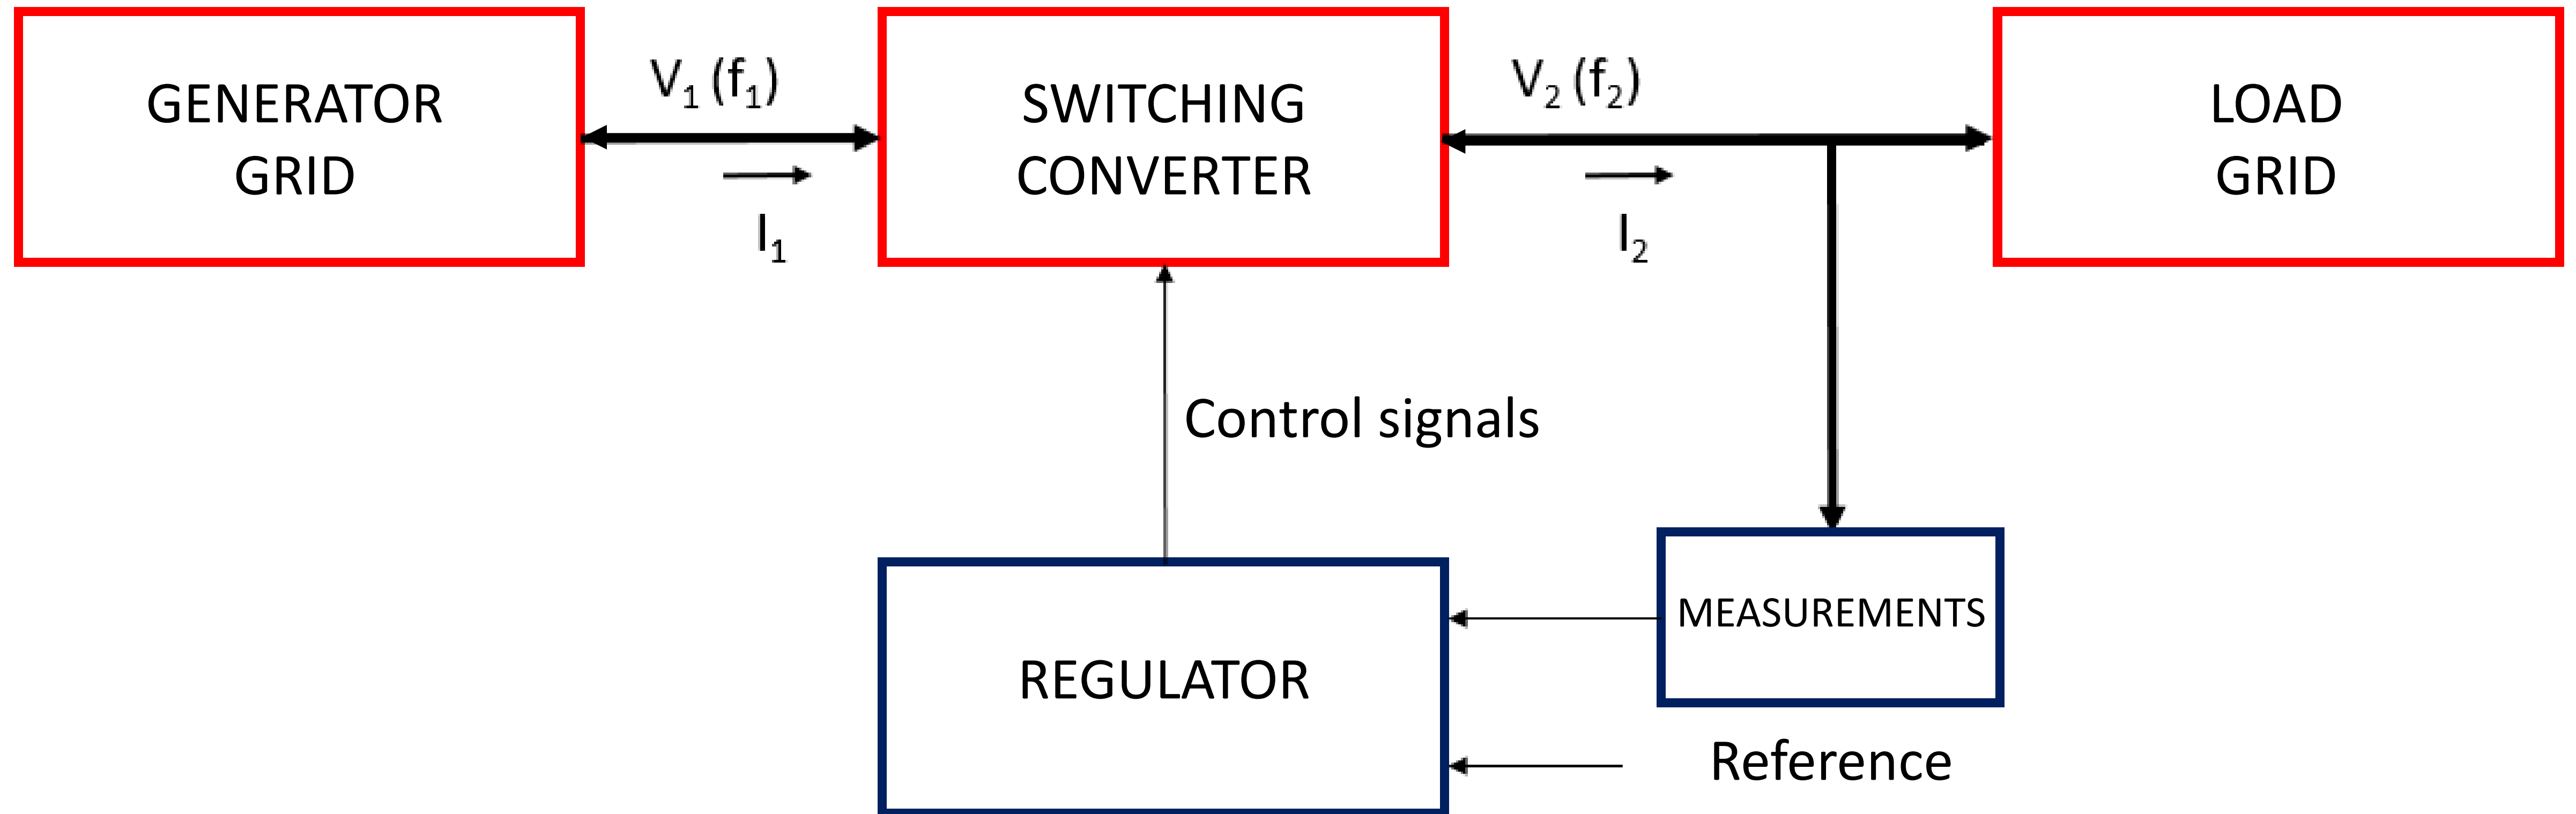 GENERATOR
GRID
V₁ (f₁)
I₁
SWITCHING
CONVERTER
V₂ (f₂)
I₂
LOAD
GRID
Control signals
MEASUREMENTS
REGULATOR
Reference